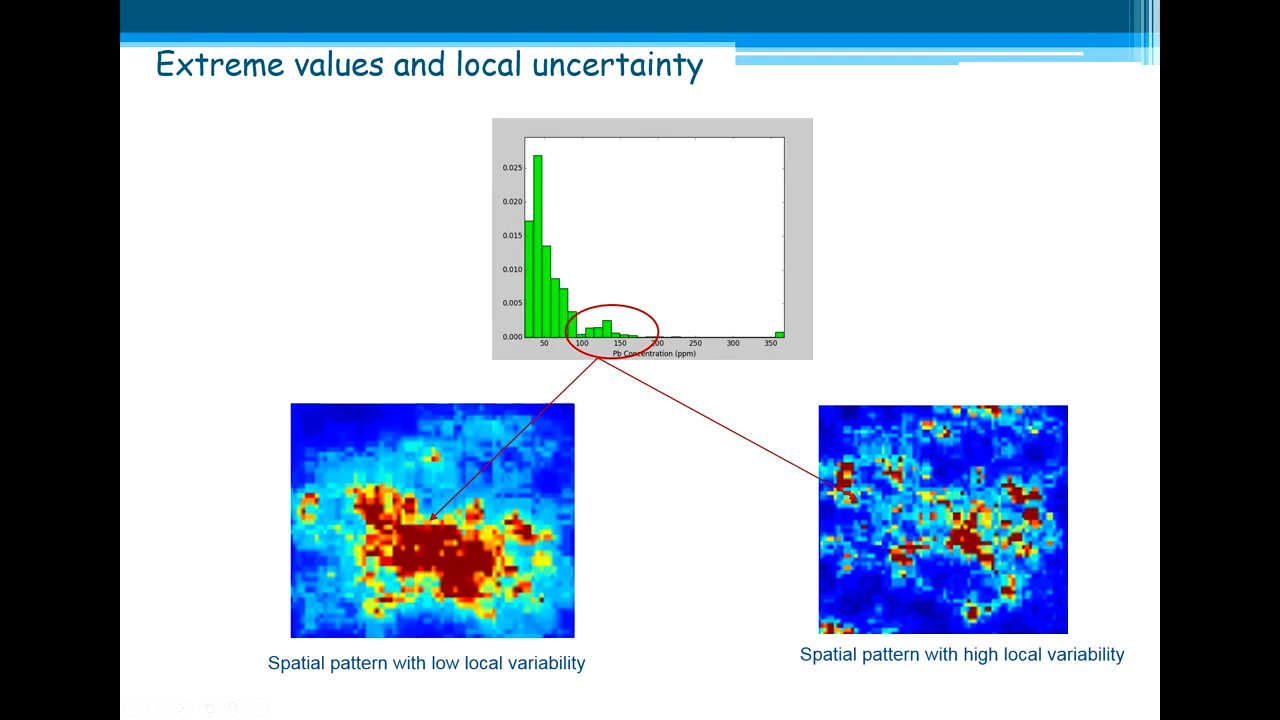 Extreme values and local uncertainty
0.025
0.020
0.015
0.010
0.005
0.000
50 100 150 200 250 300 350
Pb Concentration (ppm)
Spatial pattern with low local variability
Spatial pattern with high local variability